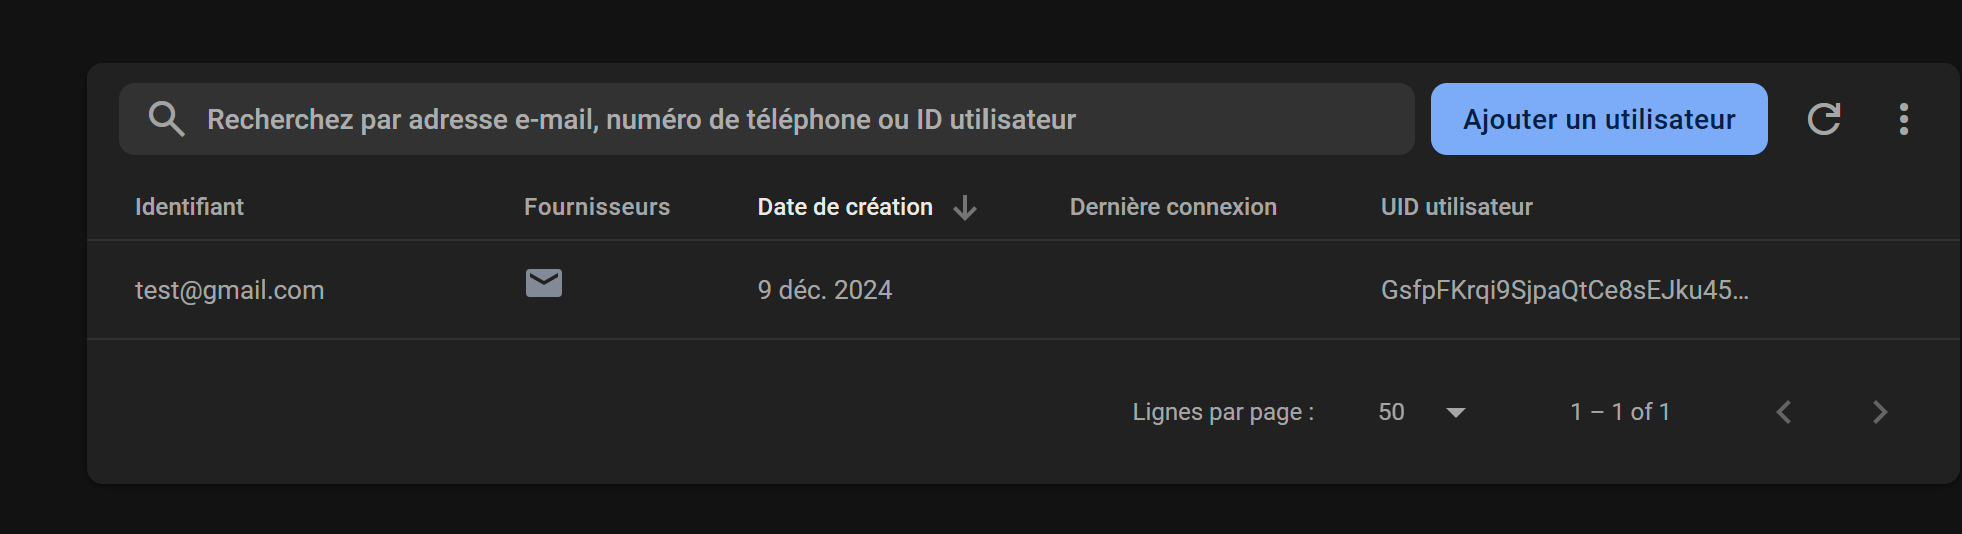 Recherchez par adresse e-mail, numéro de téléphone ou ID utilisateur
Ajouter un utilisateur
Identifiant Fournisseurs Date de création Dernière connexion UID utilisateur
test@gmail.com 9 déc. 2024 GsfpFKrqi9SjpaQtCe8sEJku45…
Lignes par page : 50 1 – 1 of 1